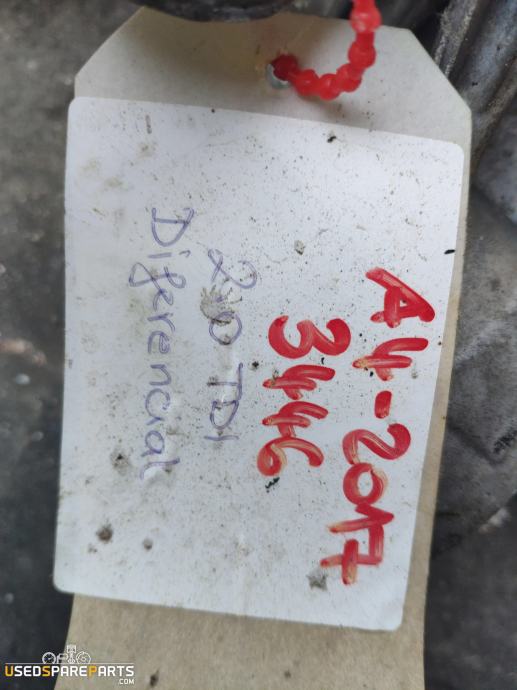 A4-2017
3446
2.0 TDI
Diferencial
USEDSPAREPARTS
.COM